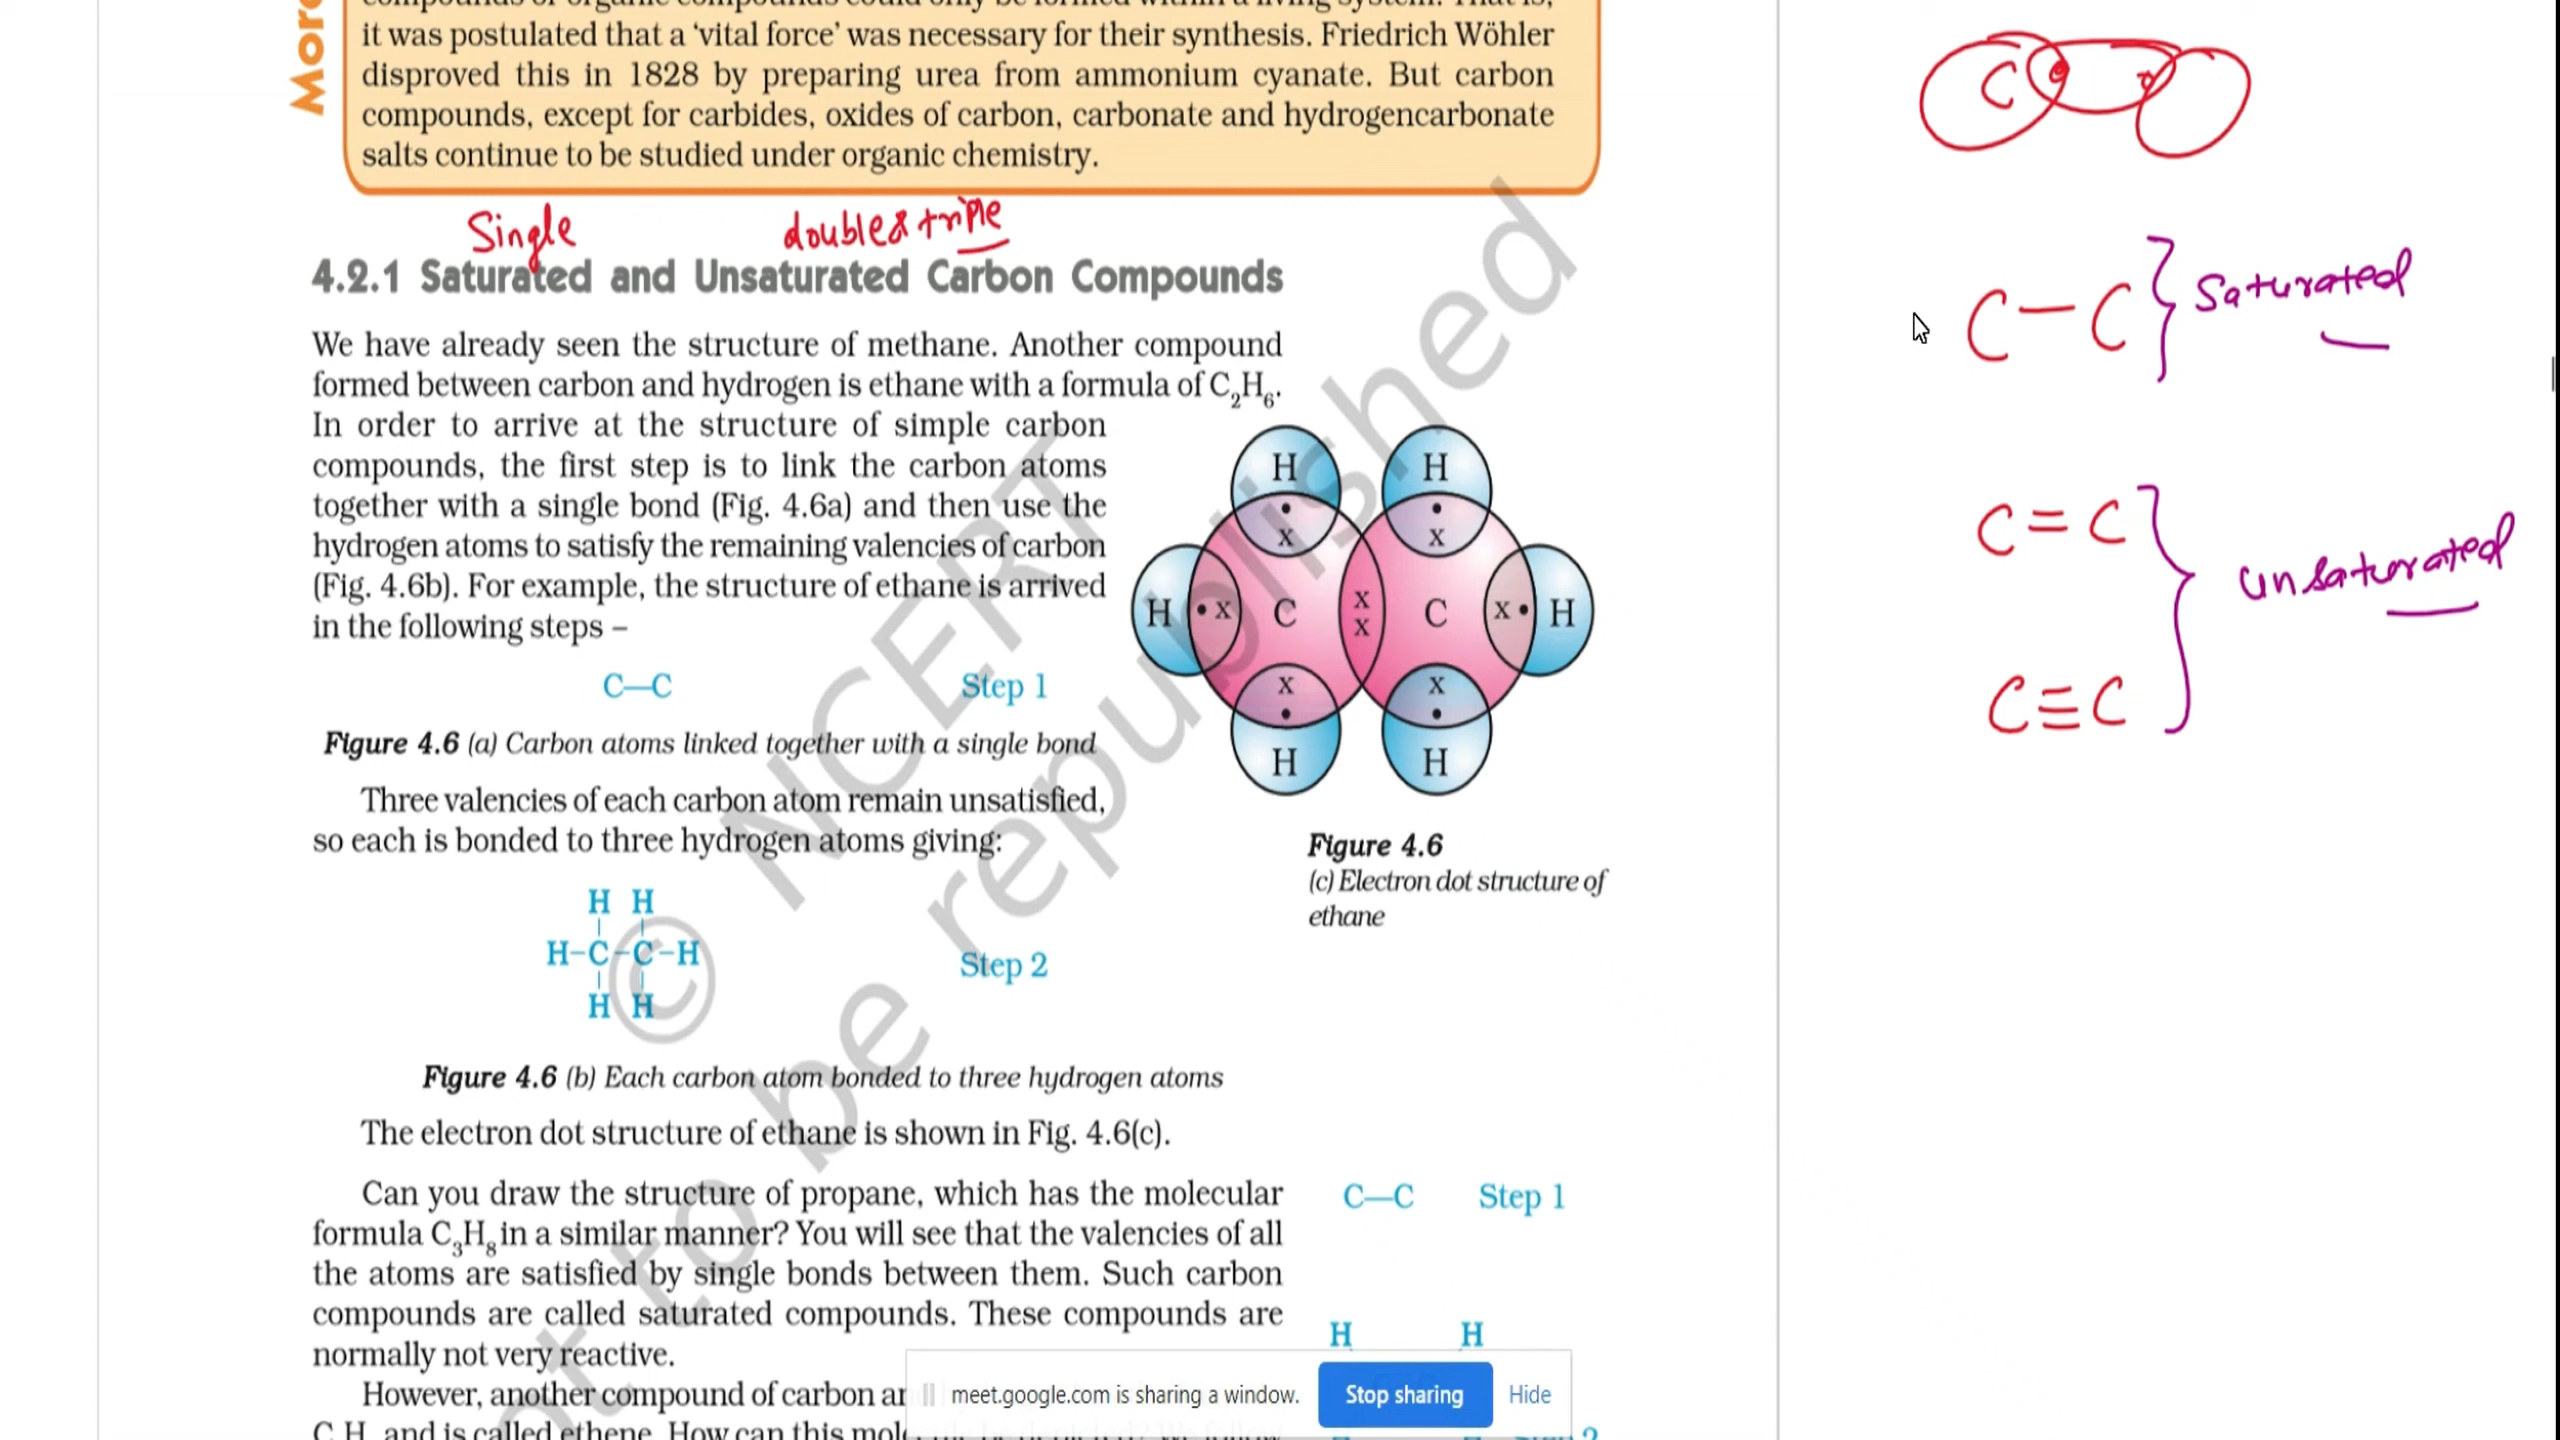 More
it was postulated that a ‘vital force’ was necessary for their synthesis. Friedrich Wöhler
disproved this in 1828 by preparing urea from ammonium cyanate. But carbon
compounds, except for carbides, oxides of carbon, carbonate and hydrogencarbonate
salts continue to be studied under organic chemistry.
Single double & triple
4.2.1 Saturated and Unsaturated Carbon Compounds
We have already seen the structure of methane. Another compound
formed between carbon and hydrogen is ethane with a formula of C₂H₆.
In order to arrive at the structure of simple carbon
compounds, the first step is to link the carbon atoms
together with a single bond (Fig. 4.6a) and then use the
hydrogen atoms to satisfy the remaining valencies of carbon
(Fig. 4.6b). For example, the structure of ethane is arrived
in the following steps –
C—C Step 1
Figure 4.6 (a) Carbon atoms linked together with a single bond
Three valencies of each carbon atom remain unsatisfied,
so each is bonded to three hydrogen atoms giving:
H H
H–C–C–H
H H
Step 2
Figure 4.6 (b) Each carbon atom bonded to three hydrogen atoms
H H
• •
x x
H • x C x x C x • H
x x
• •
H H
Figure 4.6
(c) Electron dot structure of
ethane
The electron dot structure of ethane is shown in Fig. 4.6(c).
Can you draw the structure of propane, which has the molecular
formula C₃H₈ in a similar manner? You will see that the valencies of all
the atoms are satisfied by single bonds between them. Such carbon
compounds are called saturated compounds. These compounds are
normally not very reactive.
However, another compound of carbon
and is called ethene. How can this
C—C Step 1
H H
meet.google.com is sharing a window. Stop sharing Hide
C
C–C } Saturated
C=C
C≡C } unsaturated
© NCERT
not to be republished